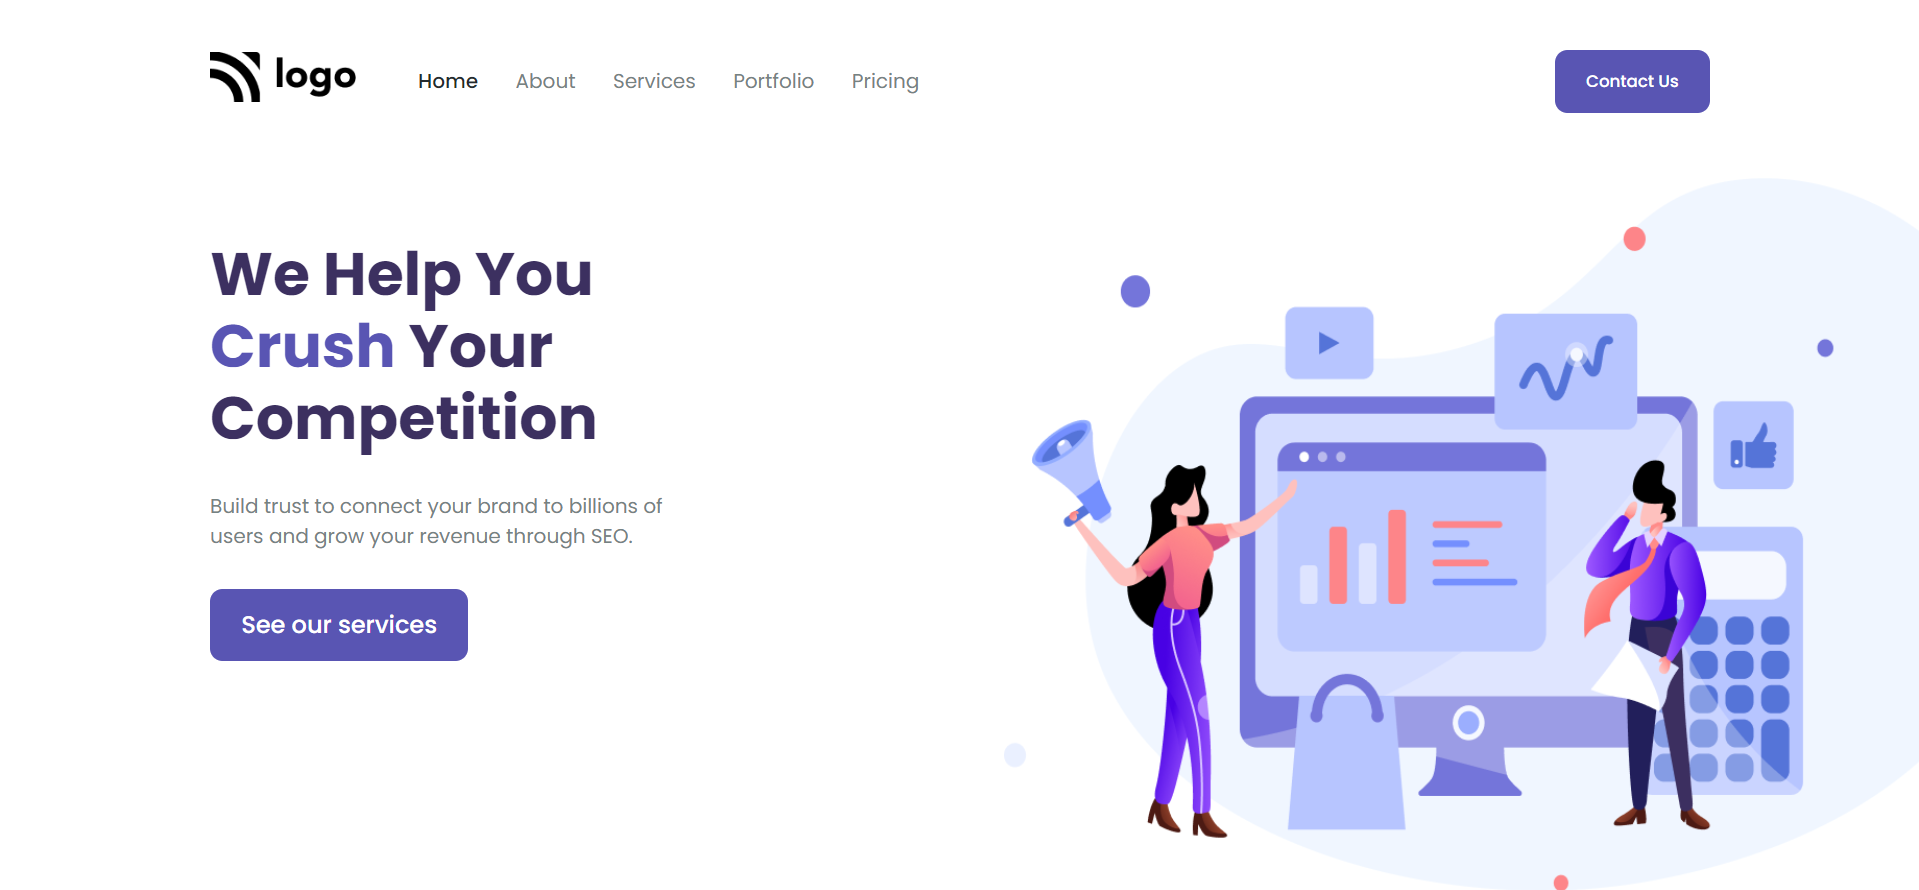 logo
Home About Services Portfolio Pricing
Contact Us
We Help You
Crush Your
Competition
Build trust to connect your brand to billions of
users and grow your revenue through SEO.
See our services